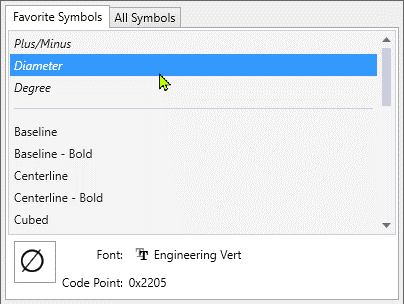 Favorite Symbols All Symbols
Plus/Minus
Diameter
Degree
Baseline
Baseline - Bold
Centerline
Centerline - Bold
Cubed
∅ Font: Engineering Vert
Code Point: 0x2205